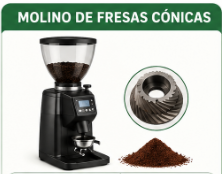 MOLINO DE FRESAS CÓNICAS